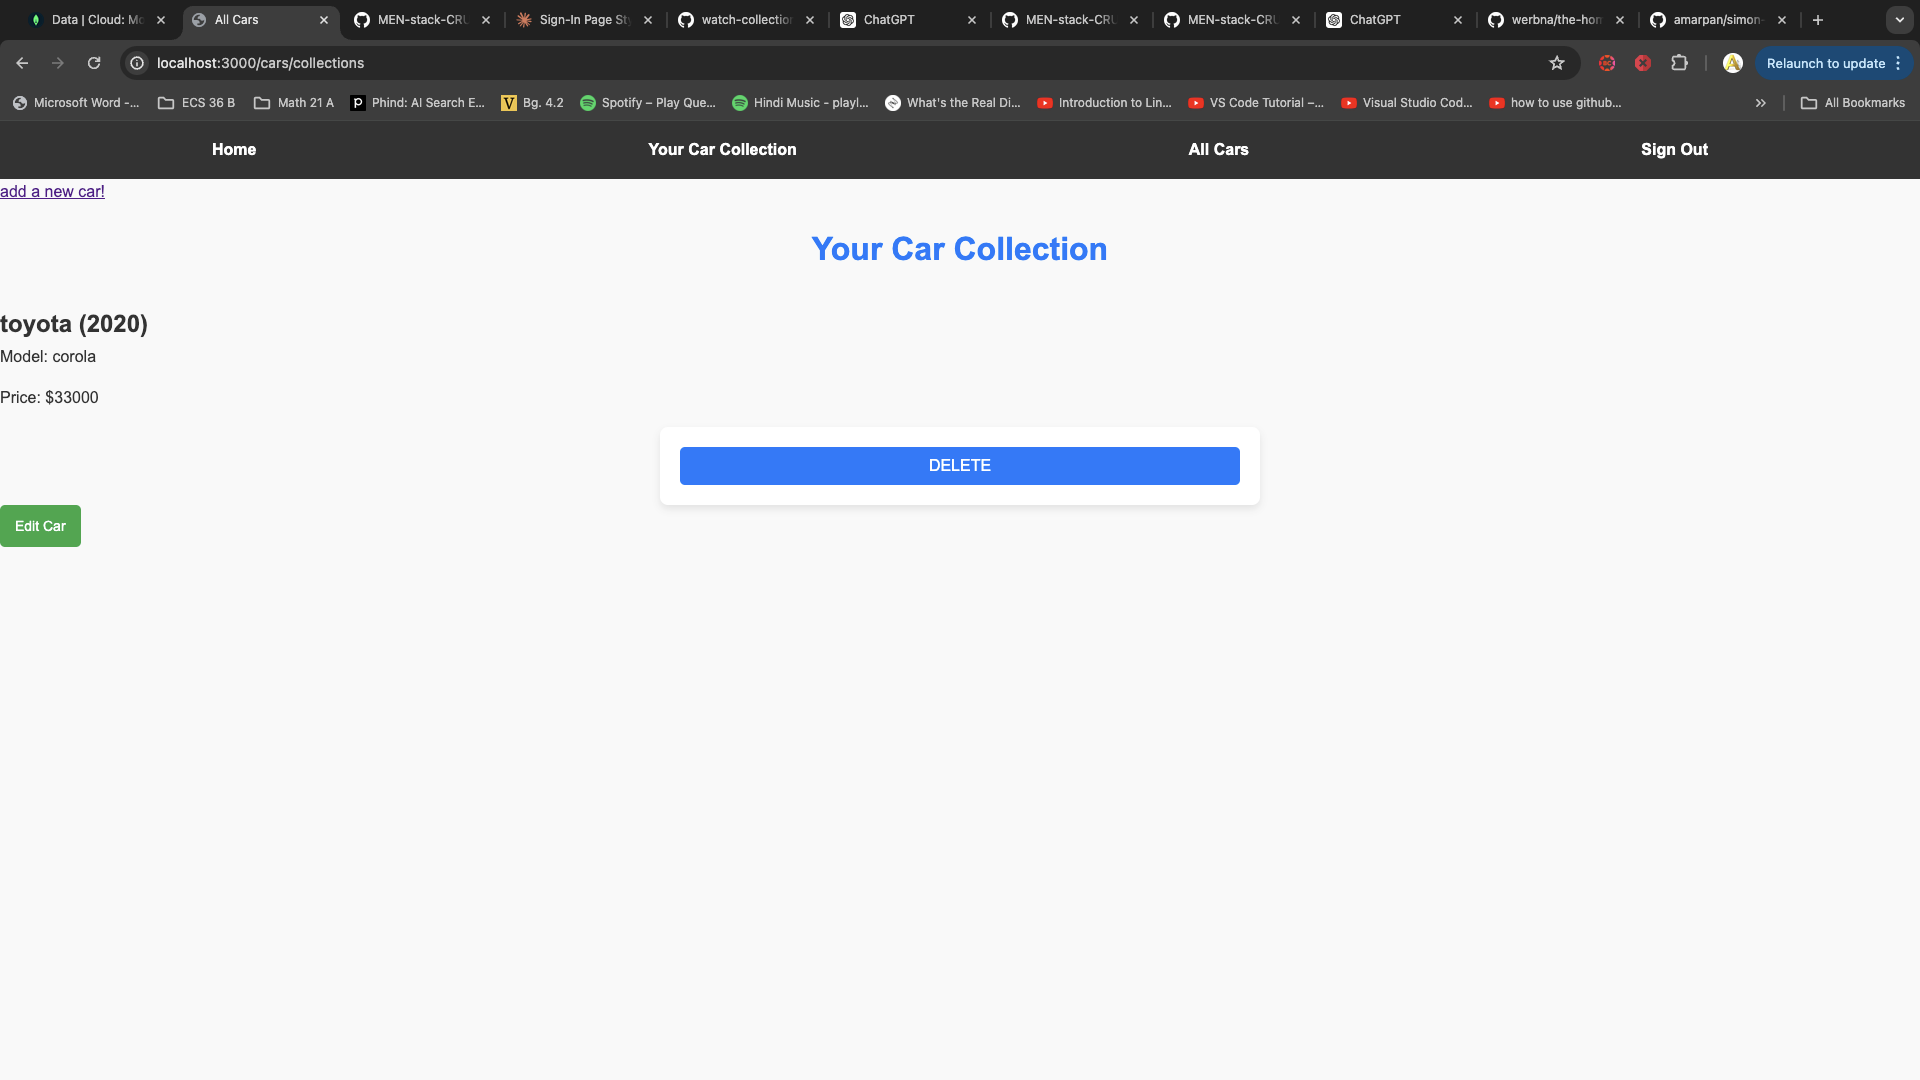 Data | Cloud: Mo
All Cars
MEN-stack-CRU
Sign-In Page Sty
watch-collection
ChatGPT
MEN-stack-CRU
MEN-stack-CRU
ChatGPT
werbna/the-hom
amarpan/simon-
localhost:3000/cars/collections
Relaunch to update
Microsoft Word -...
ECS 36 B
Math 21 A
Phind: AI Search E...
Bg. 4.2
Spotify – Play Que...
Hindi Music - playl...
What's the Real Di...
Introduction to Lin...
VS Code Tutorial –...
Visual Studio Cod...
how to use github...
All Bookmarks
Home
Your Car Collection
All Cars
Sign Out
add a new car!
Your Car Collection
toyota (2020)
Model: corola
Price: $33000
DELETE
Edit Car